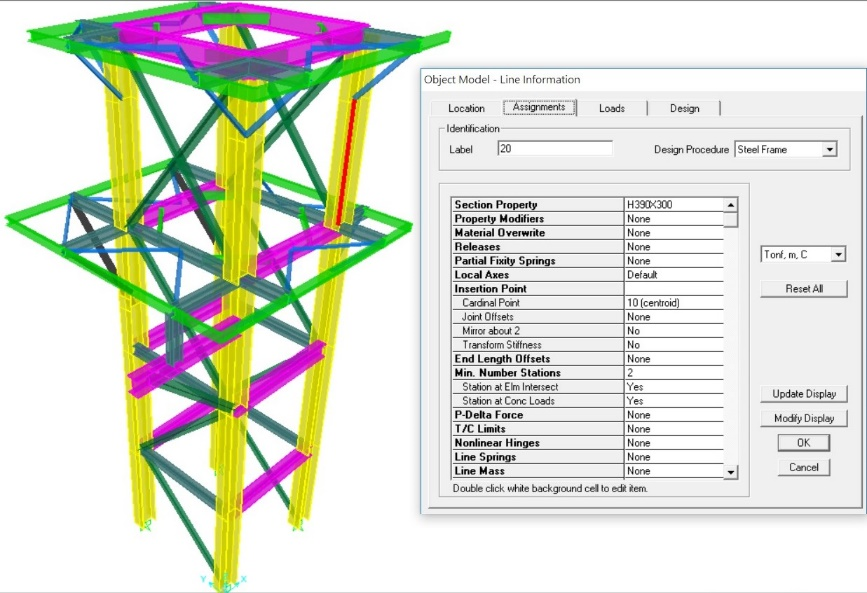 Object Model - Line Information
Location Assignments Loads Design
Identification
Label 20 Design Procedure Steel Frame
Section Property H390X300
Property Modifiers None
Material Overwrite None
Releases None
Partial Fixity Springs None
Local Axes Default
Insertion Point
Cardinal Point 10 (centroid)
Joint Offsets None
Mirror about 2 No
Transform Stiffness No
End Length Offsets None
Min. Number Stations 2
Station at Elm Intersect Yes
Station at Conc Loads Yes
P-Delta Force None
T/C Limits None
Nonlinear Hinges None
Line Springs None
Line Mass None
Double click white background cell to edit item.
Tonf, m, C
Reset All
Update Display
Modify Display
OK
Cancel
Y X